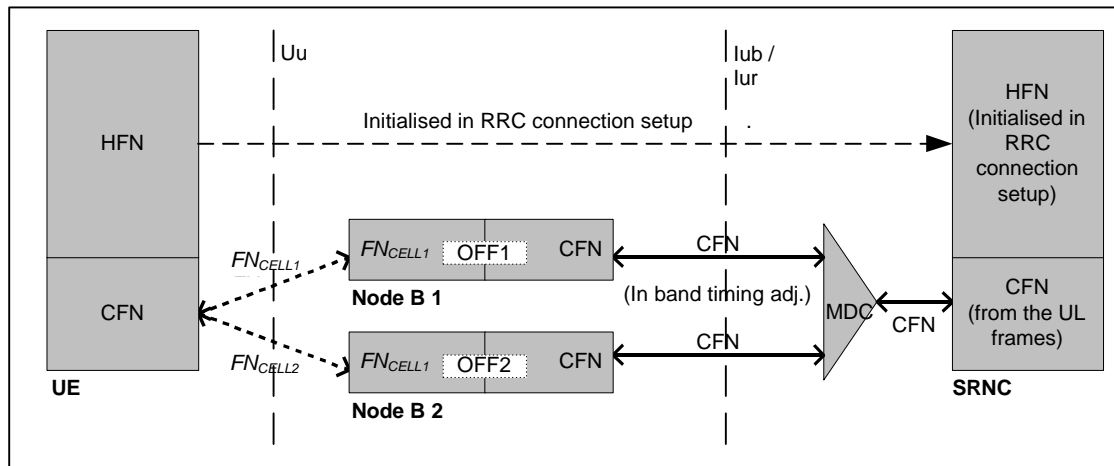 Uu
Iub /
Iur
HFN
Initialised in RRC connection setup .
HFN
(Initialised in
RRC
connection
setup)
FNCELL1
FNCELL1
OFF1
CFN
CFN
Node B 1
(In band timing adj.)
CFN
MDC
CFN
CFN
(from the UL
frames)
FNCELL2
FNCELL1
OFF2
CFN
CFN
UE
Node B 2
SRNC